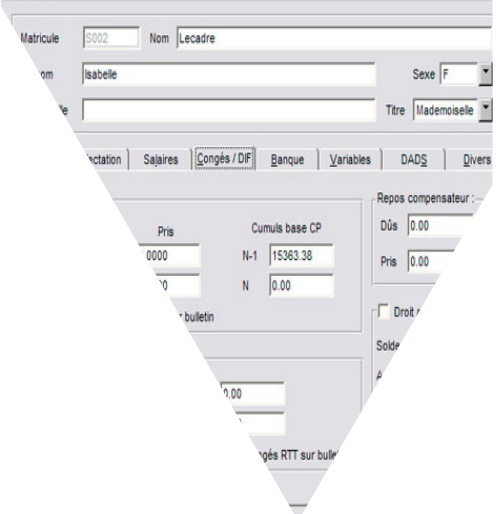 Matricule S002 Nom Lecadre
Isabelle Sexe F
Titre Mademoiselle
Salaires Congés / DIF Banque Variables DADS Divers
Repos compensateur :
Pris Cumuls base CP Dûs 0.00
0000 N-1 15363.38 Pris 0.00
N 0.00
bulletin Droit
Solde
0.00
RTT sur